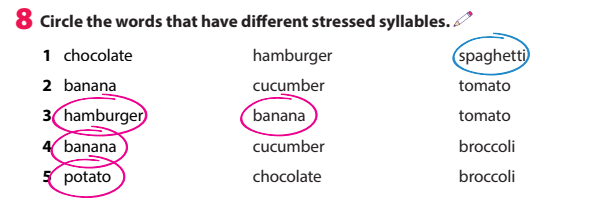 8 Circle the words that have different stressed syllables.
1 chocolate hamburger spaghetti
2 banana cucumber tomato
3 hamburger banana tomato
4 banana cucumber broccoli
5 potato chocolate broccoli